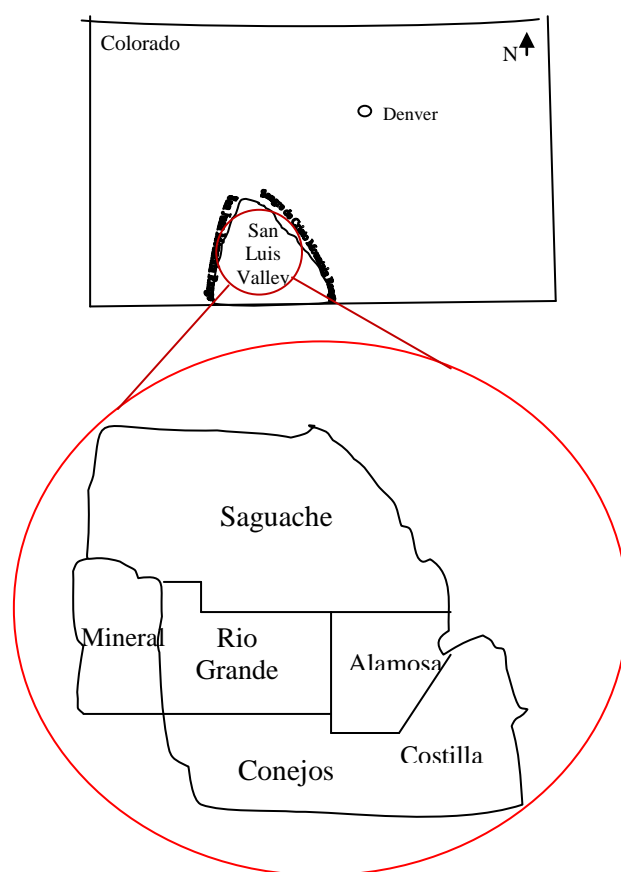 Colorado
N
Denver
San
Luis
Valley
Saguache
Mineral
Rio
Grande
Alamosa
Costilla
Conejos